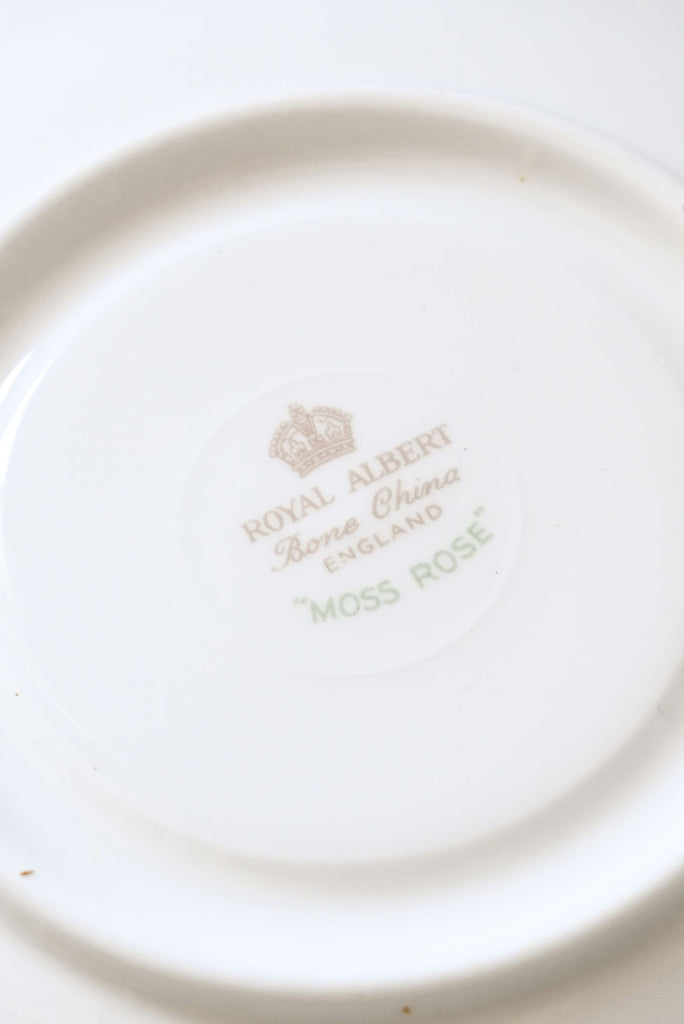 ROYAL ALBERT
Bone China
ENGLAND
"MOSS ROSE"